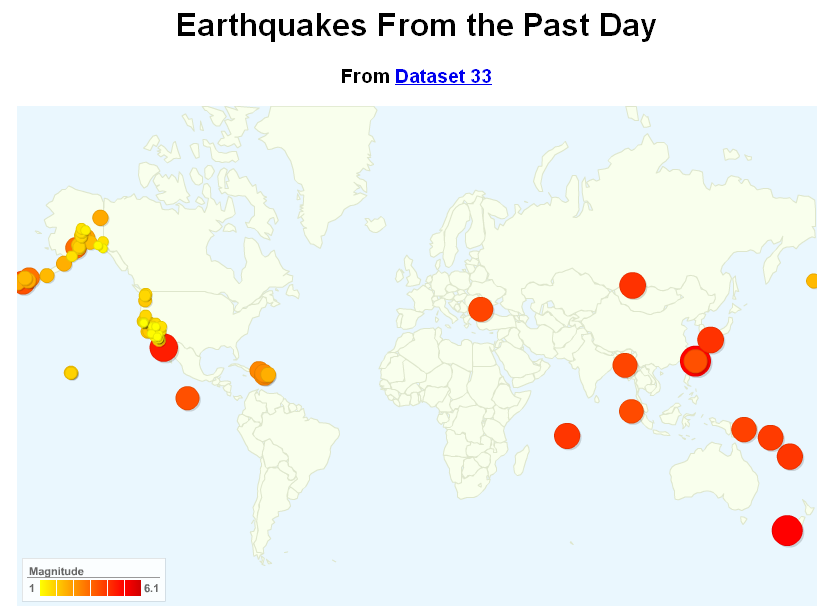 Earthquakes From the Past Day
From Dataset 33
Magnitude
1 6.1